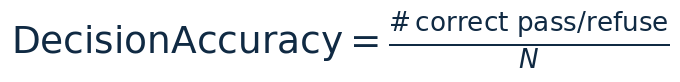 DecisionAccuracy = # correct pass/refuse / N